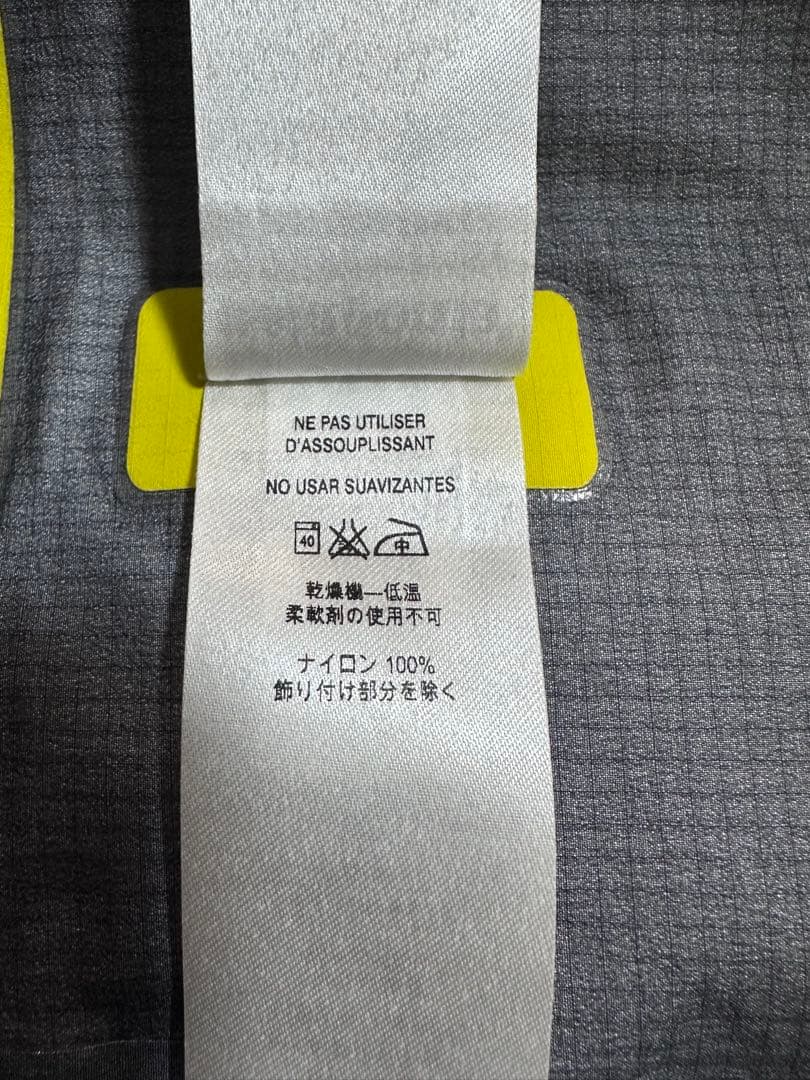 NE PAS UTILISER
D'ASSOUPLISSANT
NO USAR SUAVIZANTES
40 中
乾燥機―低温
柔軟剤の使用不可
ナイロン 100%
飾り付け部分を除く